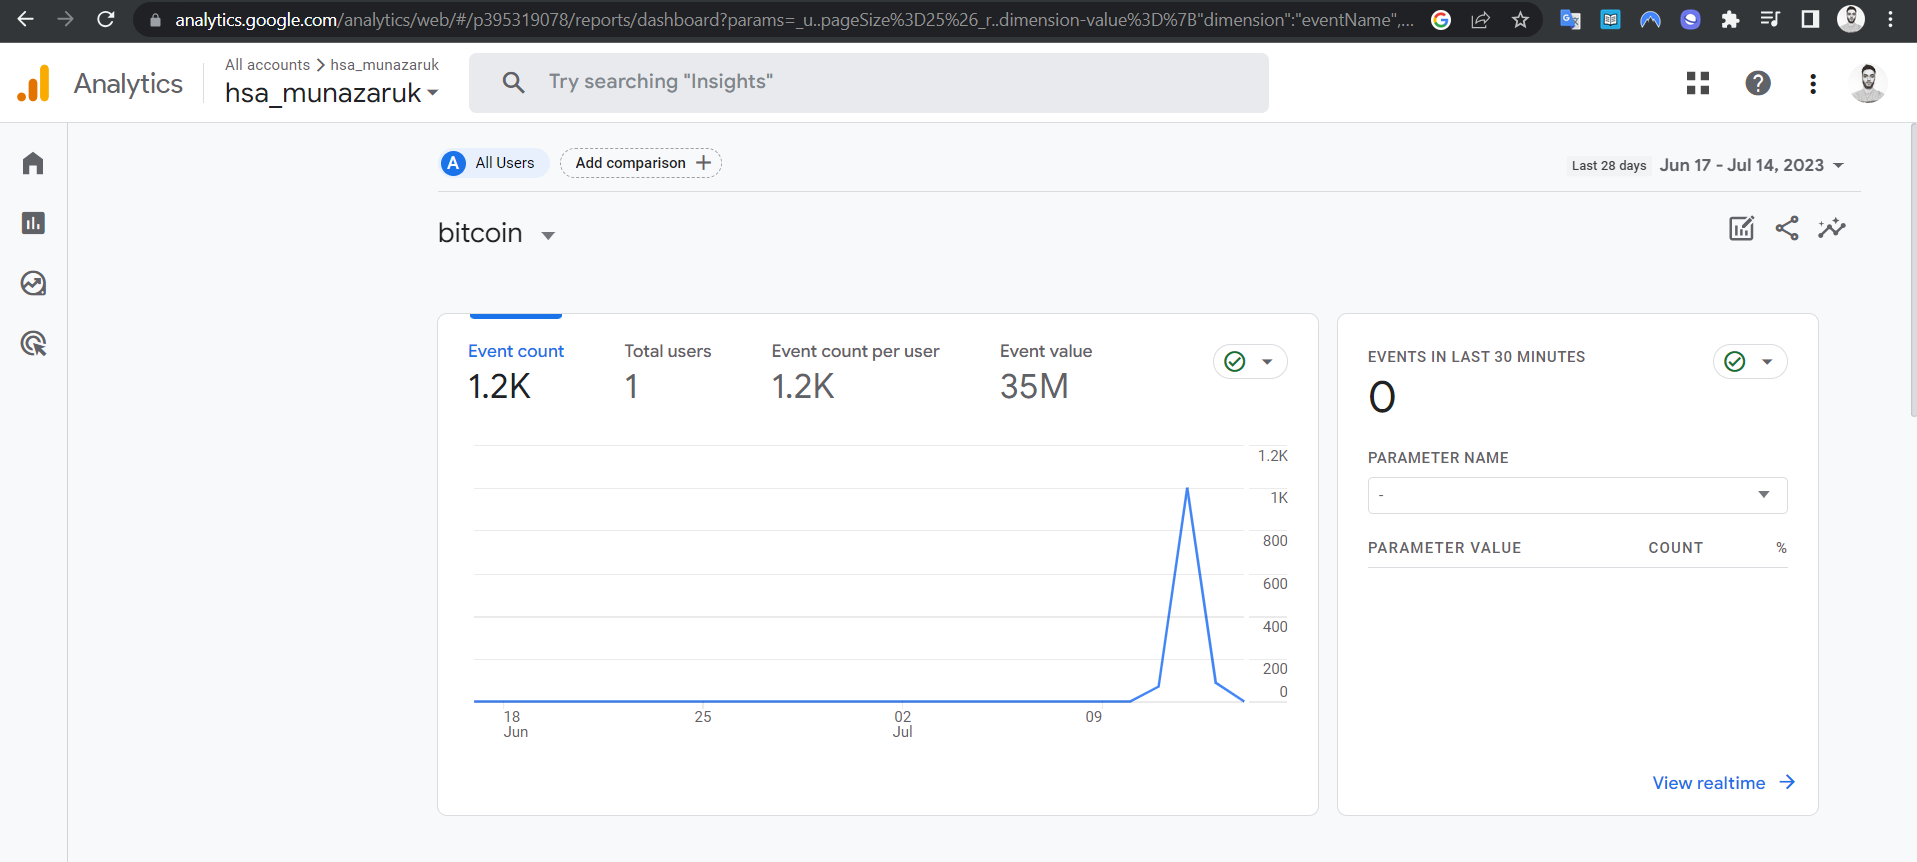 analytics.google.com/analytics/web/#/p395319078/reports/dashboard?params=_u..pageSize%3D25%26_r..dimension-value%3D%7B"dimension":"eventName",...
Analytics
All accounts > hsa_munazaruk
hsa_munazaruk
Try searching "Insights"
A All Users
Add comparison +
Last 28 days Jun 17 - Jul 14, 2023
bitcoin
Event count Total users Event count per user Event value
1.2K 1 1.2K 35M
1.2K
1K
800
600
400
200
0
18 25 02 09
Jun Jul
EVENTS IN LAST 30 MINUTES
0
PARAMETER NAME
-
PARAMETER VALUE COUNT %
View realtime